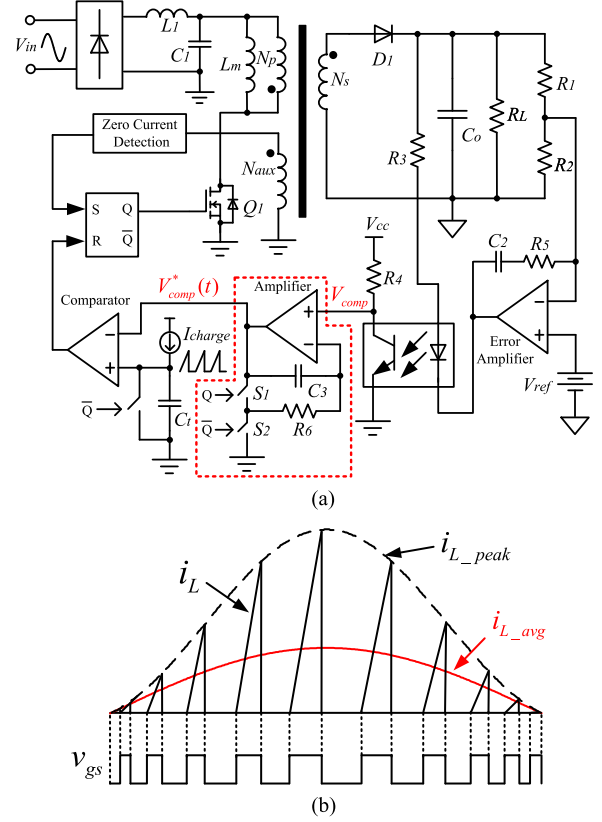 L1
Vin
C1
Lm
Np
Ns
D1
Co
RL
R1
R2
R3
Zero Current
Detection
Naux
Q1
S Q
R Q̅
Vcc
R4
C2
R5
V*comp(t)
Amplifier
Vcomp
Comparator
Icharge
Error
Amplifier
Vref
Q
S1
C3
R6
Q̅
S2
Q̅
Ct
(a)
iL
iL_peak
iL_avg
vgs
(b)